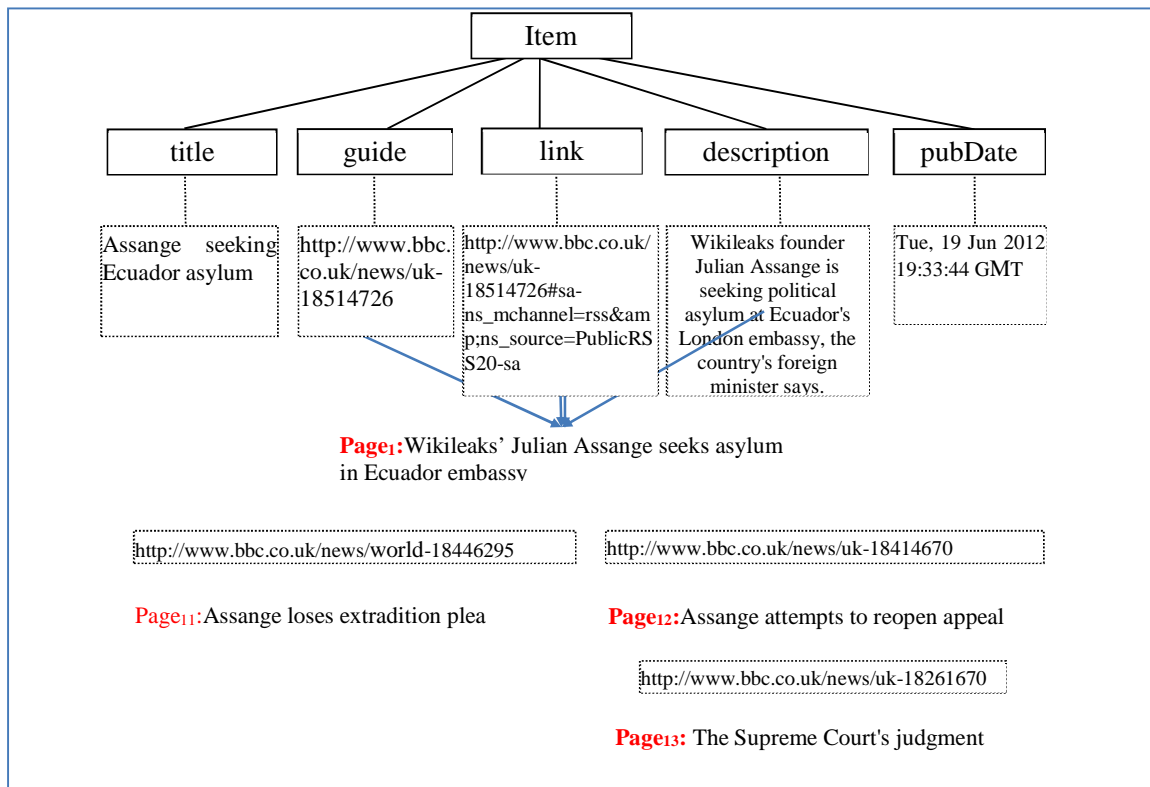 Item
title
guide
link
description
pubDate
Assange seeking
Ecuador asylum
http://www.bbc.
co.uk/news/uk-
18514726
http://www.bbc.co.uk/
news/uk-
18514726#sa-
ns_mchannel=rss&am
p;ns_source=PublicRS
S20-sa
Wikileaks founder
Julian Assange is
seeking political
asylum at Ecuador's
London embassy, the
country's foreign
minister says.
Tue, 19 Jun 2012
19:33:44 GMT
Page1:Wikileaks’ Julian Assange seeks asylum
in Ecuador embassy
http://www.bbc.co.uk/news/world-18446295
http://www.bbc.co.uk/news/uk-18414670
Page11:Assange loses extradition plea
Page12:Assange attempts to reopen appeal
http://www.bbc.co.uk/news/uk-18261670
Page13: The Supreme Court's judgment